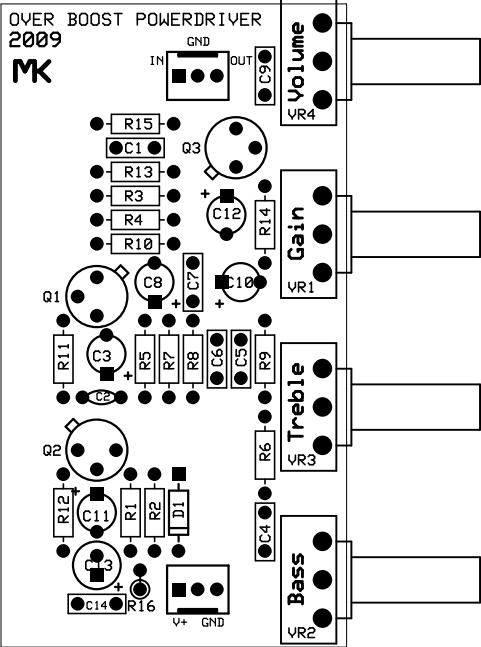 OVER BOOST POWERDRIVER
2009
MK
GND
IN
OUT
C9
Volume
VR4
R15
C1
Q3
R13
R3
R4
R10
+
C12
R14
Gain
VR1
C8
+
C7
C10
+
Q1
R11
C3
+
R5
R7
R8
C6
C5
R9
C2
Treble
VR3
Q2
R6
R12
+
C11
R1
R2
D1
C4
C13
+
C14
R16
V+
GND
Bass
VR2